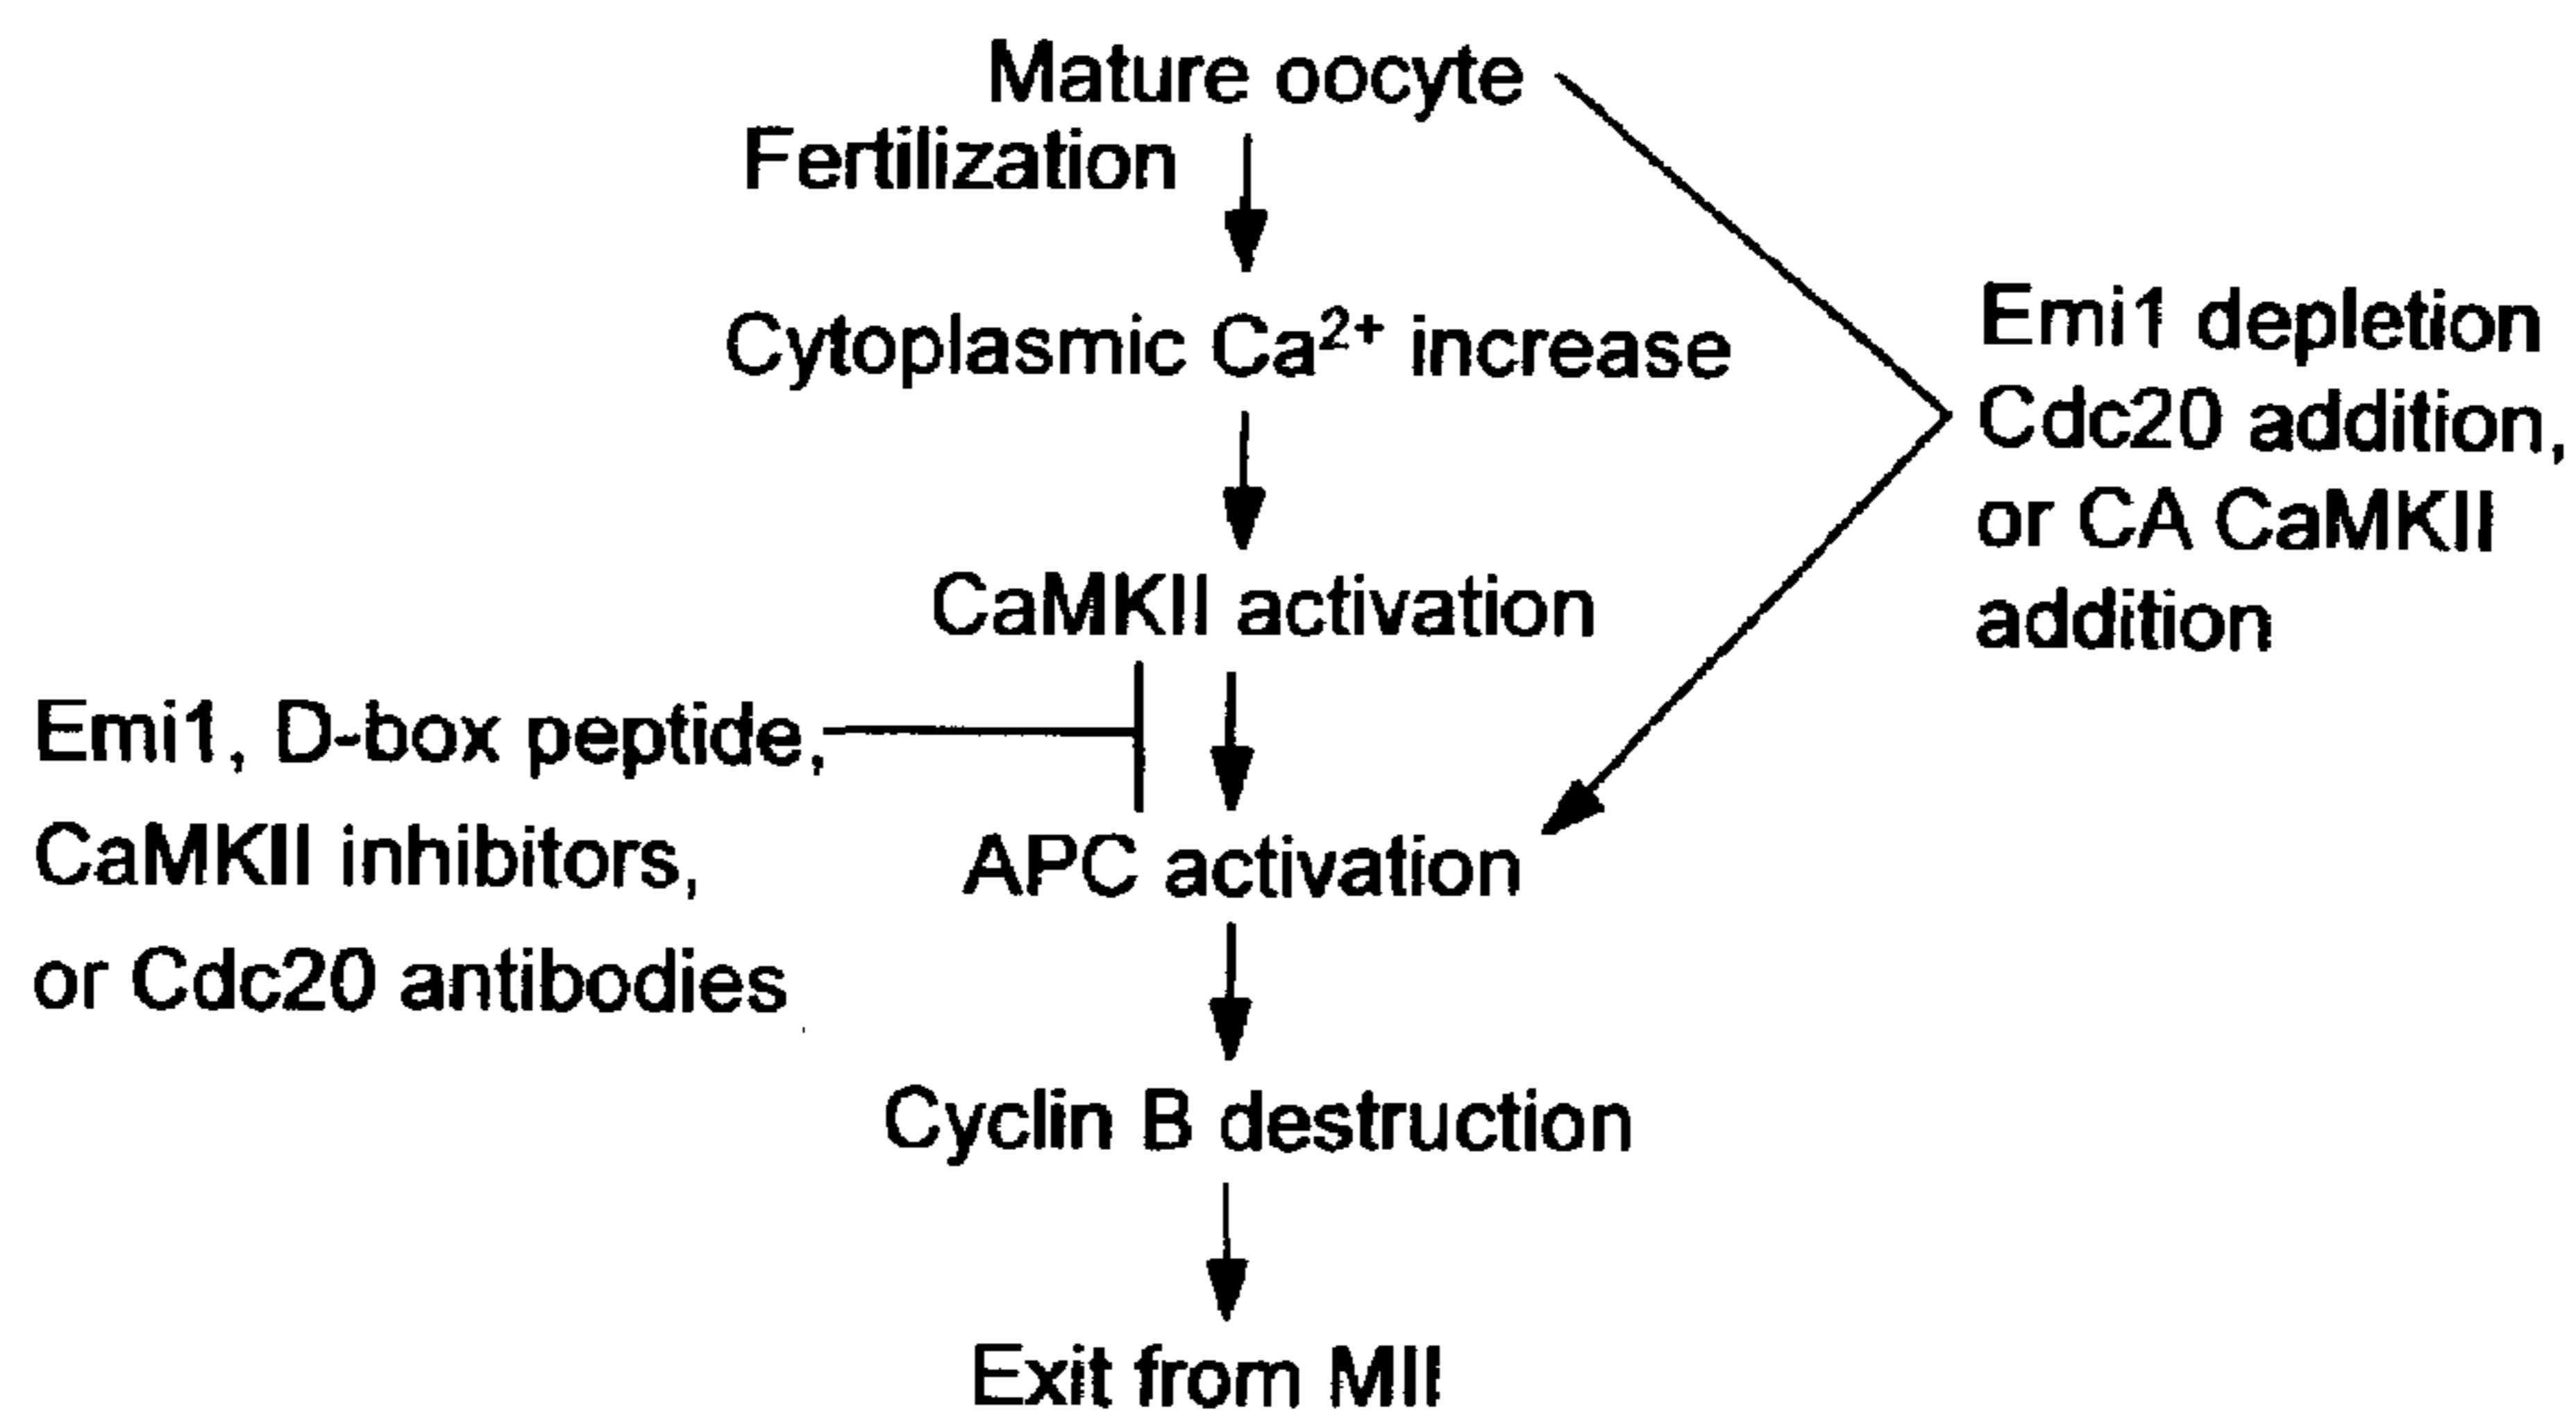 Mature oocyte
Fertilization
Cytoplasmic Ca²⁺ increase
CaMKII activation
Emi1 depletion
Cdc20 addition,
or CA CaMKII
addition
Emi1, D-box peptide,
CaMKII inhibitors,
or Cdc20 antibodies
APC activation
Cyclin B destruction
Exit from MII